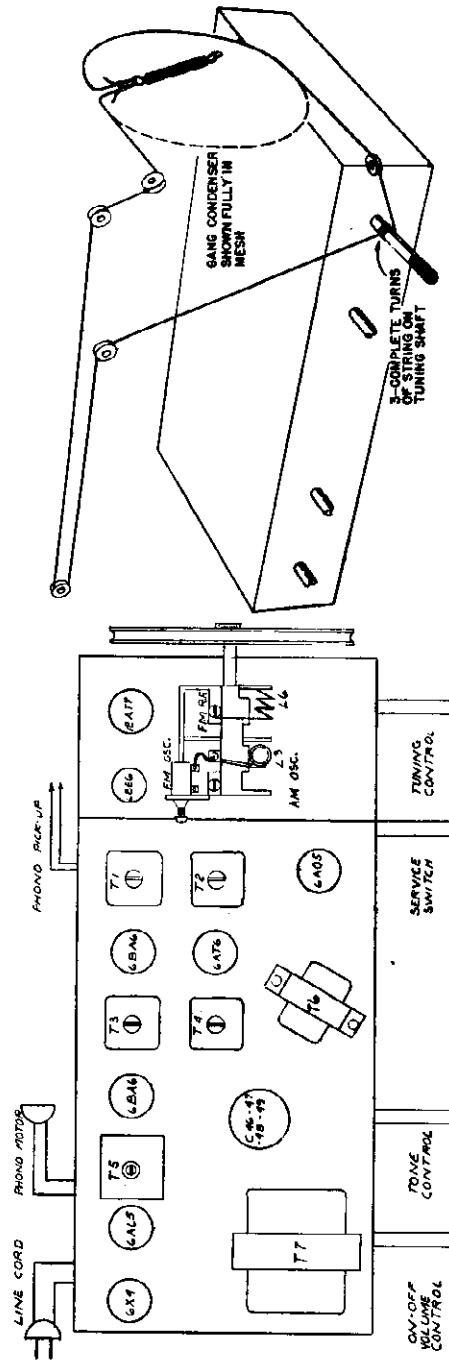 LINE CORD
PHONO MOTOR
PHONO PICK-UP
6X4
6AL5
T5
6BA6
T3
6BA6
T1
6BE6
12AT7
T4
6AT6
T2
FM OSC.
FM R.F.
C46-47
-48-49
T7
T6
6AQ5
L3
L6
AM OSC.
ON-OFF
VOLUME
CONTROL
TONE
CONTROL
SERVICE
SWITCH
TUNING
CONTROL
GANG CONDENSER
SHOWN FULLY IN
MESH
3-COMPLETE TURNS
OF STRING ON
TUNING SHAFT